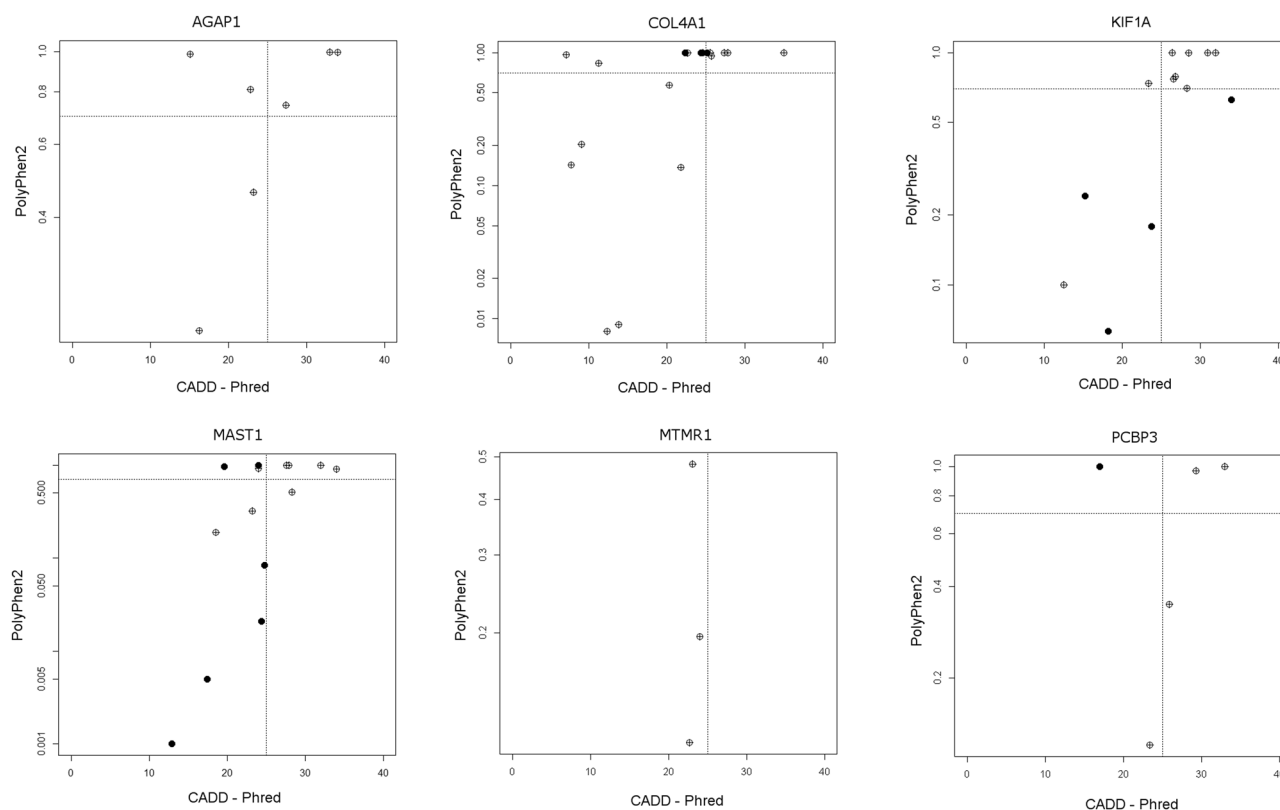 AGAP1
1.0
0.8
0.6
0.4
PolyPhen2
0 10 20 30 40
CADD - Phred
COL4A1
1.00
0.50
0.20
0.10
0.05
0.02
0.01
PolyPhen2
0 10 20 30 40
CADD - Phred
KIF1A
1.0
0.5
0.2
0.1
PolyPhen2
0 10 20 30 40
CADD - Phred
MAST1
0.500
0.050
0.005
0.001
PolyPhen2
0 10 20 30 40
CADD - Phred
MTMR1
0.5
0.4
0.3
0.2
PolyPhen2
0 10 20 30 40
CADD - Phred
PCBP3
1.0
0.8
0.6
0.4
0.2
PolyPhen2
0 10 20 30 40
CADD - Phred